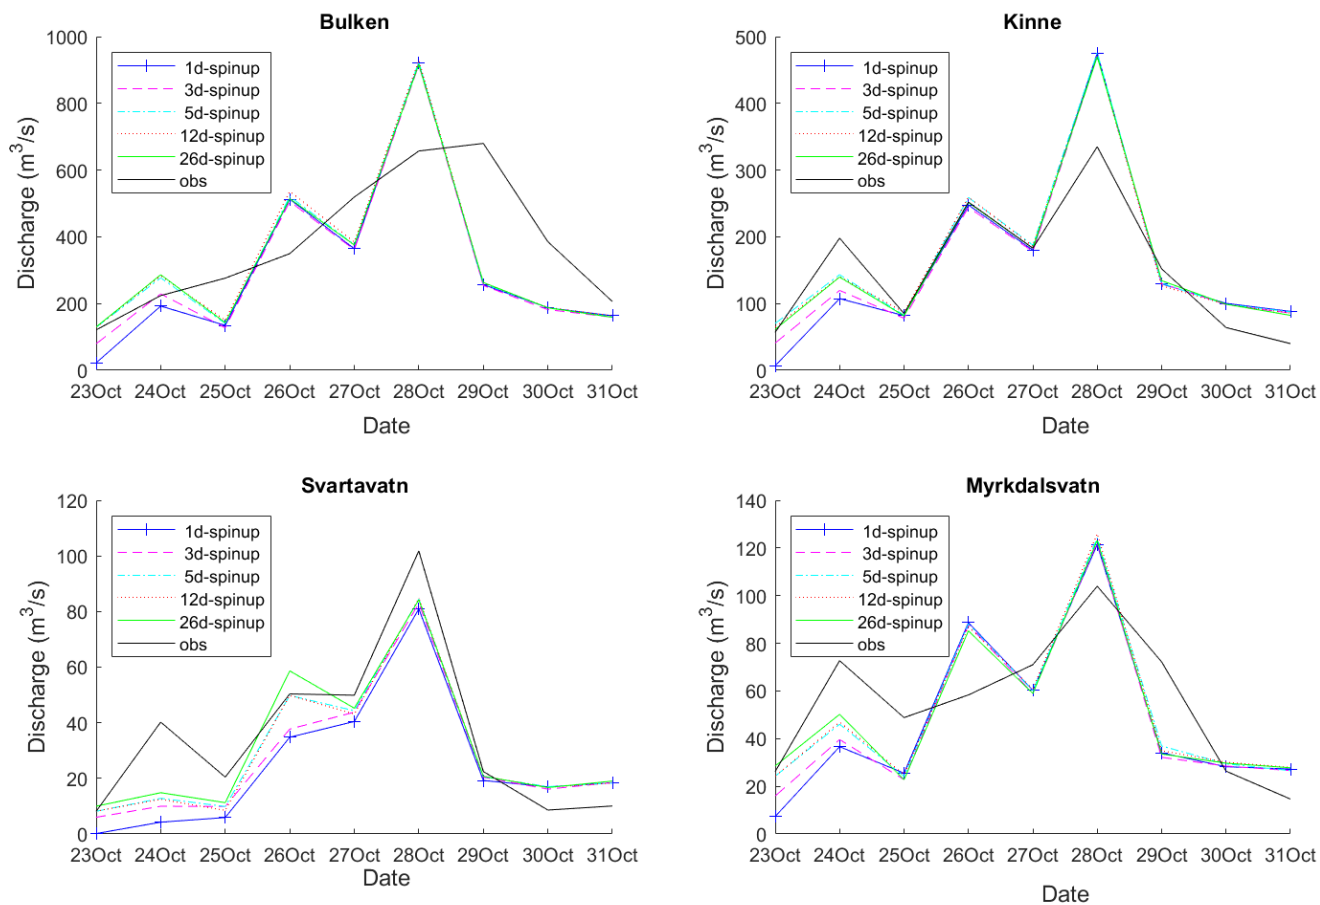 Bulken
1000
800
600
400
200
0
Discharge (m3/s)
1d-spinup
3d-spinup
5d-spinup
12d-spinup
26d-spinup
obs
23Oct 24Oct 25Oct 26Oct 27Oct 28Oct 29Oct 30Oct 31Oct
Date
Kinne
500
400
300
200
100
0
Discharge (m3/s)
1d-spinup
3d-spinup
5d-spinup
12d-spinup
26d-spinup
obs
23Oct 24Oct 25Oct 26Oct 27Oct 28Oct 29Oct 30Oct 31Oct
Date
Svartavatn
120
100
80
60
40
20
0
Discharge (m3/s)
1d-spinup
3d-spinup
5d-spinup
12d-spinup
26d-spinup
obs
23Oct 24Oct 25Oct 26Oct 27Oct 28Oct 29Oct 30Oct 31Oct
Date
Myrkdalsvatn
140
120
100
80
60
40
20
0
Discharge (m3/s)
1d-spinup
3d-spinup
5d-spinup
12d-spinup
26d-spinup
obs
23Oct 24Oct 25Oct 26Oct 27Oct 28Oct 29Oct 30Oct 31Oct
Date